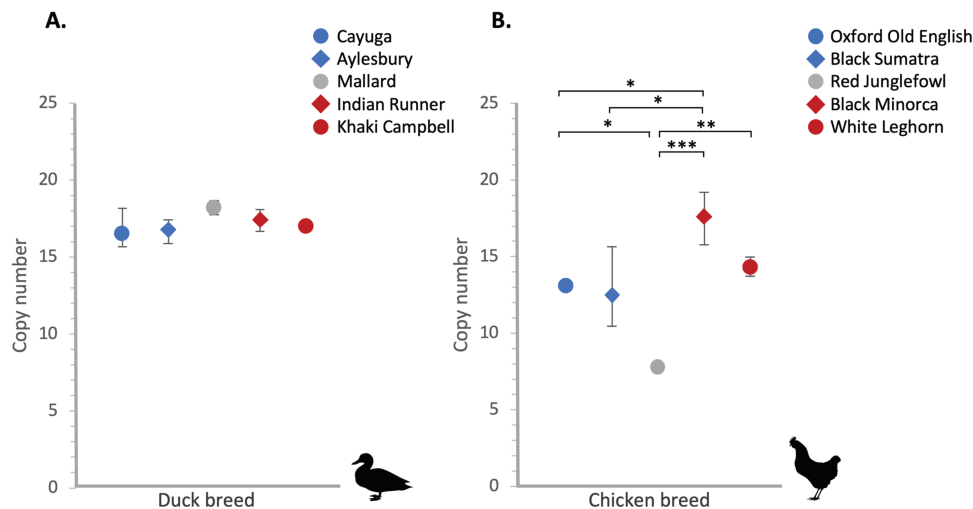 A.
Cayuga
Aylesbury
Mallard
Indian Runner
Khaki Campbell
25
20
15
10
5
0
Copy number
Duck breed
B.
Oxford Old English
Black Sumatra
Red Junglefowl
Black Minorca
White Leghorn
25
20
15
10
5
0
Copy number
*
*
*
**
***
Chicken breed